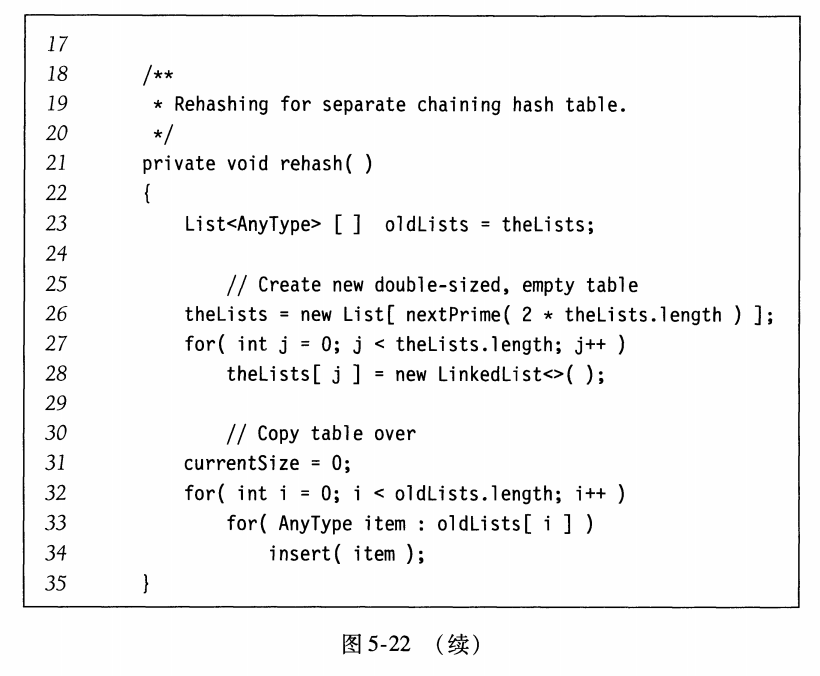 17
18 /**
19 * Rehashing for separate chaining hash table.
20 */
21 private void rehash( )
22 {
23 List<AnyType> [ ] oldLists = theLists;
24
25 // Create new double-sized, empty table
26 theLists = new List[ nextPrime( 2 * theLists.length ) ];
27 for( int j = 0; j < theLists.length; j++ )
28 theLists[ j ] = new LinkedList<>( );
29
30 // Copy table over
31 currentSize = 0;
32 for( int i = 0; i < oldLists.length; i++ )
33 for( AnyType item : oldLists[ i ] )
34 insert( item );
35 }
图 5-22 （续）